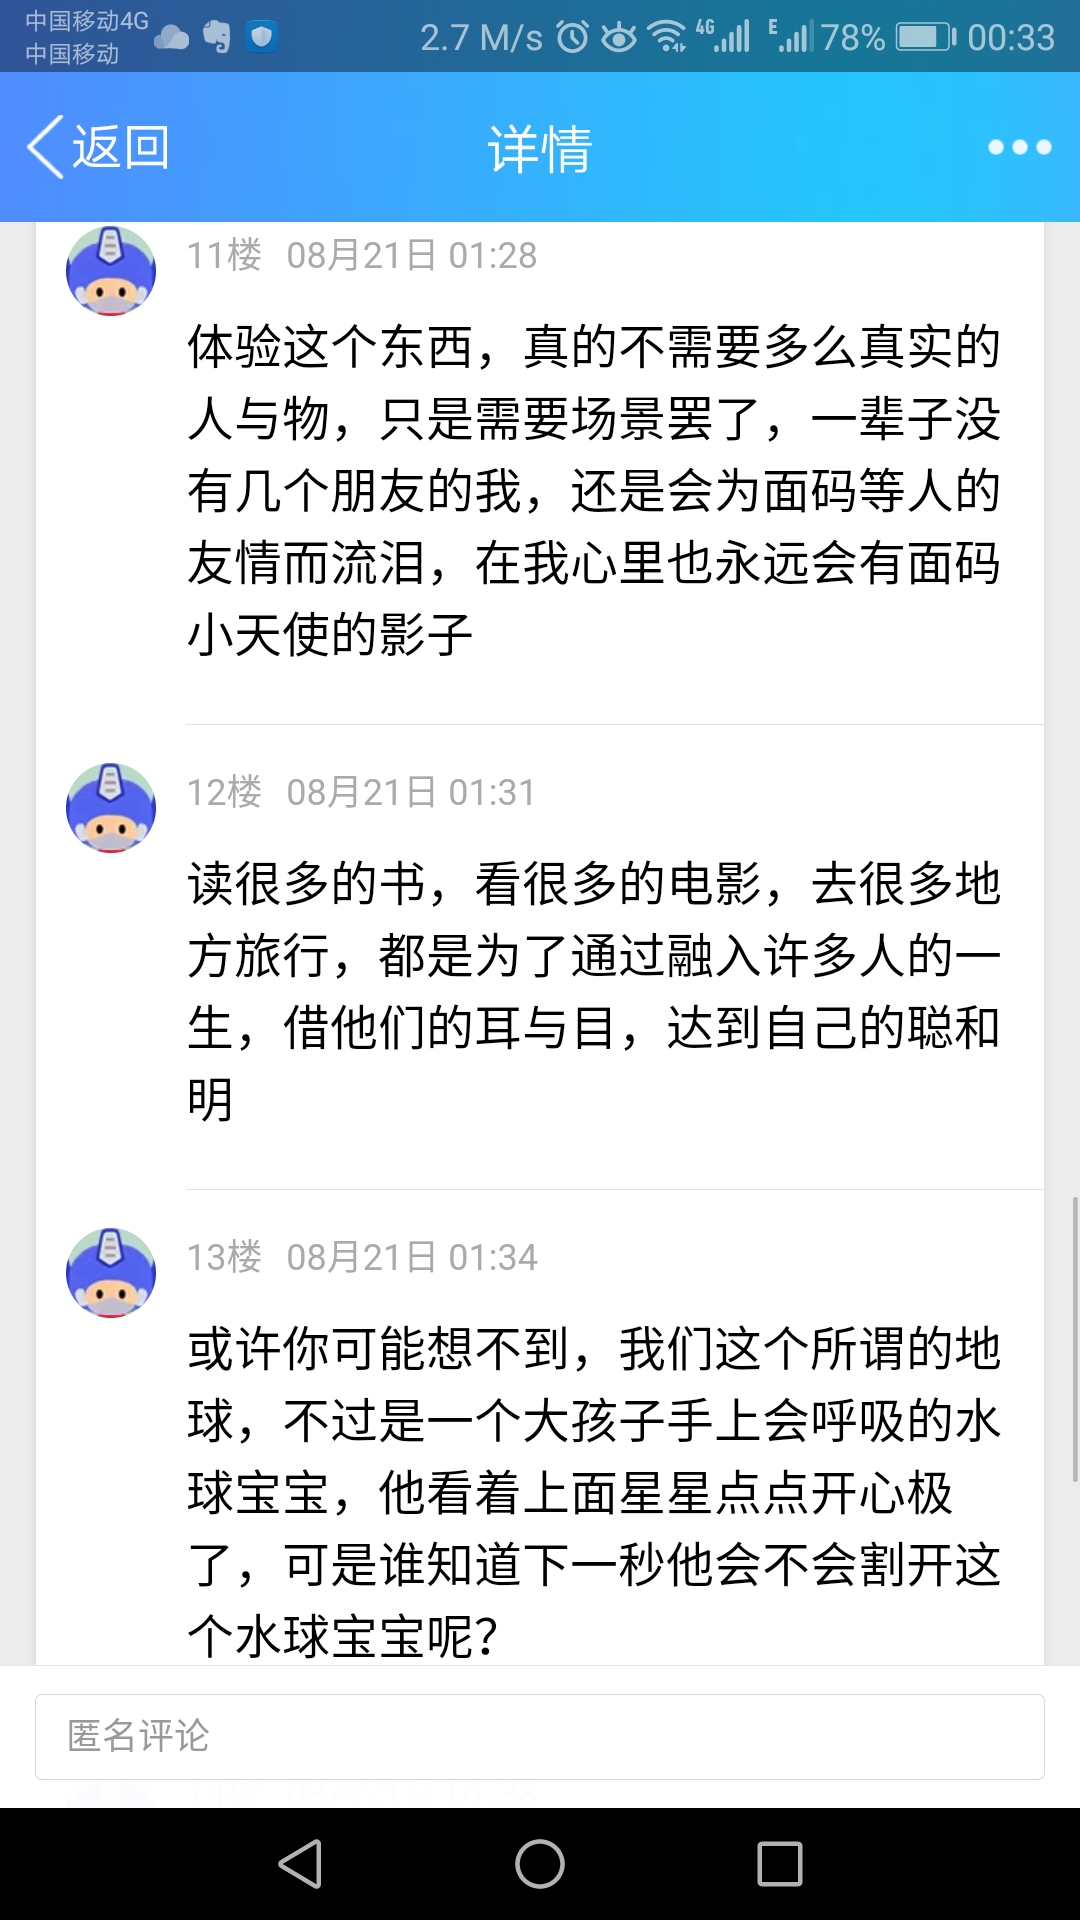 中国移动4G
中国移动
2.7 M/s 4G E 78% 00:33
返回 详情
11楼 08月21日 01:28
体验这个东西，真的不需要多么真实的
人与物，只是需要场景罢了，一辈子没
有几个朋友的我，还是会为面码等人的
友情而流泪，在我心里也永远会有面码
小天使的影子
12楼 08月21日 01:31
读很多的书，看很多的电影，去很多地
方旅行，都是为了通过融入许多人的一
生，借他们的耳与目，达到自己的聪和
明
13楼 08月21日 01:34
或许你可能想不到，我们这个所谓的地
球，不过是一个大孩子手上会呼吸的水
球宝宝，他看着上面星星点点开心极
了，可是谁知道下一秒他会不会割开这
个水球宝宝呢？
匿名评论